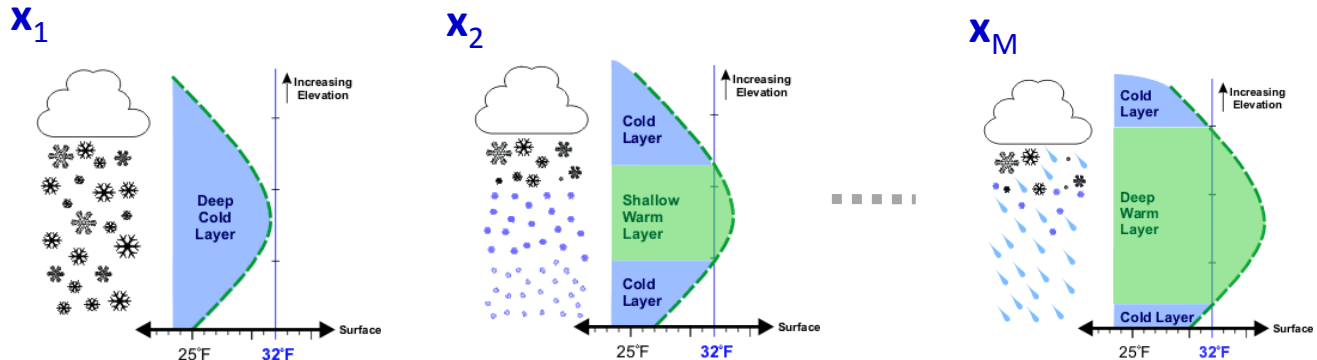 x1
Increasing
Elevation
Deep
Cold
Layer
Surface
25°F
32°F
x2
Increasing
Elevation
Cold
Layer
Shallow
Warm
Layer
Cold
Layer
Surface
25°F
32°F
xM
Increasing
Elevation
Cold
Layer
Deep
Warm
Layer
Cold Layer
Surface
25°F
32°F